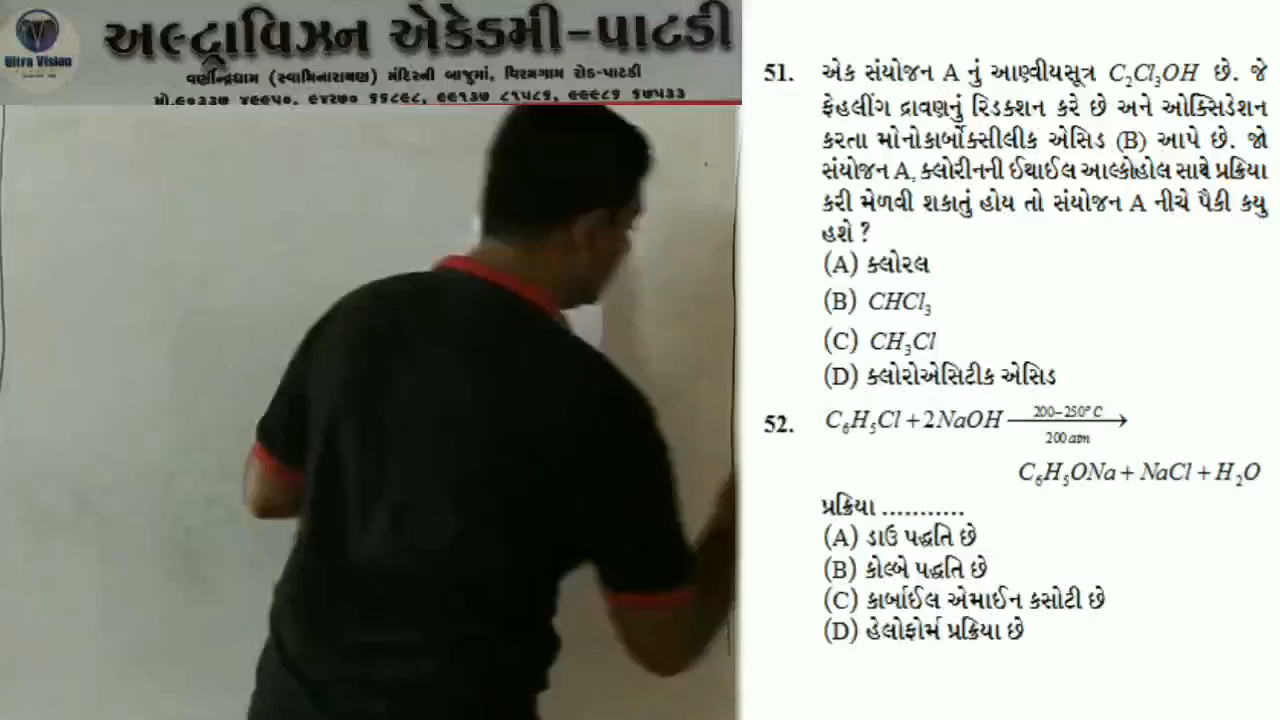 Ultra Vision
અલ્ટ્રાવિઝન એકેડમી-પાટડી
વર્ણીન્દ્રધામ (સ્વામિનારાયણ) મંદિરની બાજુમાં, વિરમગામ રોડ-પાટડી
51. એક સંયોજન A નું આણ્વીયસૂત્ર C₂Cl₃OH છે. જે
ફેહલીંગ દ્રાવણનું રિડક્શન કરે છે અને ઓક્સિડેશન
કરતા મોનોકાર્બોક્સીલીક એસિડ (B) આપે છે. જો
સંયોજન A, ક્લોરીનની ઈથાઈલ આલ્કોહોલ સાથે પ્રક્રિયા
કરી મેળવી શકાતું હોય તો સંયોજન A નીચે પૈકી કયુ
હશે ?
(A) ક્લોરલ
(B) CHCl₃
(C) CH₃Cl
(D) ક્લોરોએસિટીક એસિડ
52. C₆H₅Cl + 2NaOH 200-250° C
200 atm
C₆H₅ONa + NaCl + H₂O
પ્રક્રિયા ...........
(A) ડાઉ પદ્ધતિ છે
(B) કોલ્બે પદ્ધતિ છે
(C) કાર્બાઈલ એમાઈન કસોટી છે
(D) હેલોફોર્મ પ્રક્રિયા છે